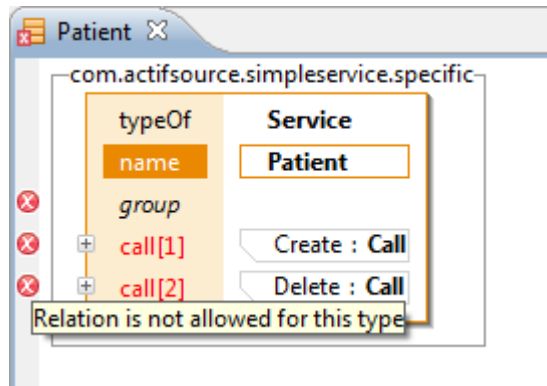 Patient
com.actifsource.simpleservice.specific
typeOf Service
name Patient
group
call[1] Create : Call
call[2] Delete : Call
Relation is not allowed for this type